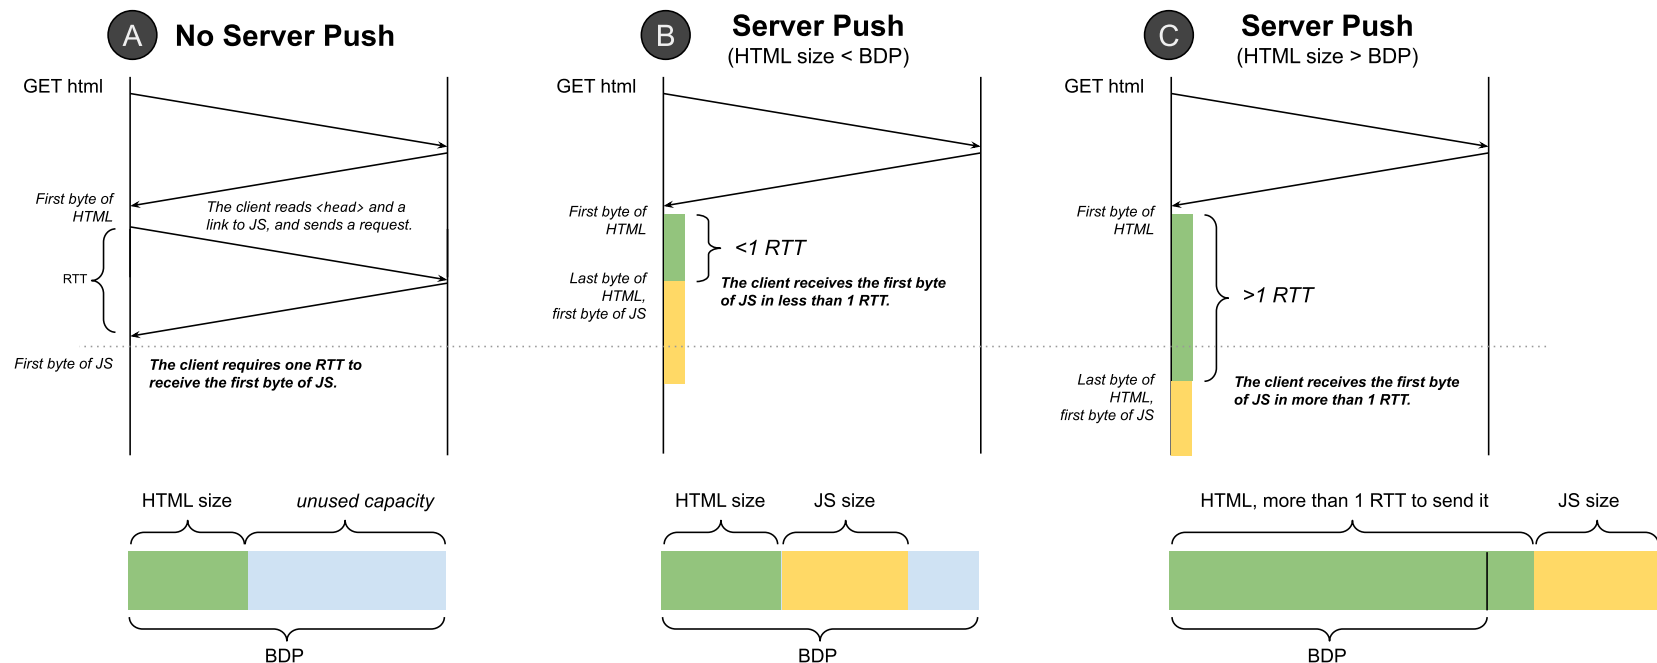 A
No Server Push
GET html
First byte of
HTML
The client reads <head> and a
link to JS, and sends a request.
RTT
First byte of JS
The client requires one RTT to
receive the first byte of JS.
HTML size
unused capacity
BDP
B
Server Push
(HTML size < BDP)
GET html
First byte of
HTML
<1 RTT
Last byte of
HTML,
first byte of JS
The client receives the first byte
of JS in less than 1 RTT.
HTML size
JS size
BDP
C
Server Push
(HTML size > BDP)
GET html
First byte of
HTML
>1 RTT
Last byte of
HTML,
first byte of JS
The client receives the first byte
of JS in more than 1 RTT.
HTML, more than 1 RTT to send it
JS size
BDP